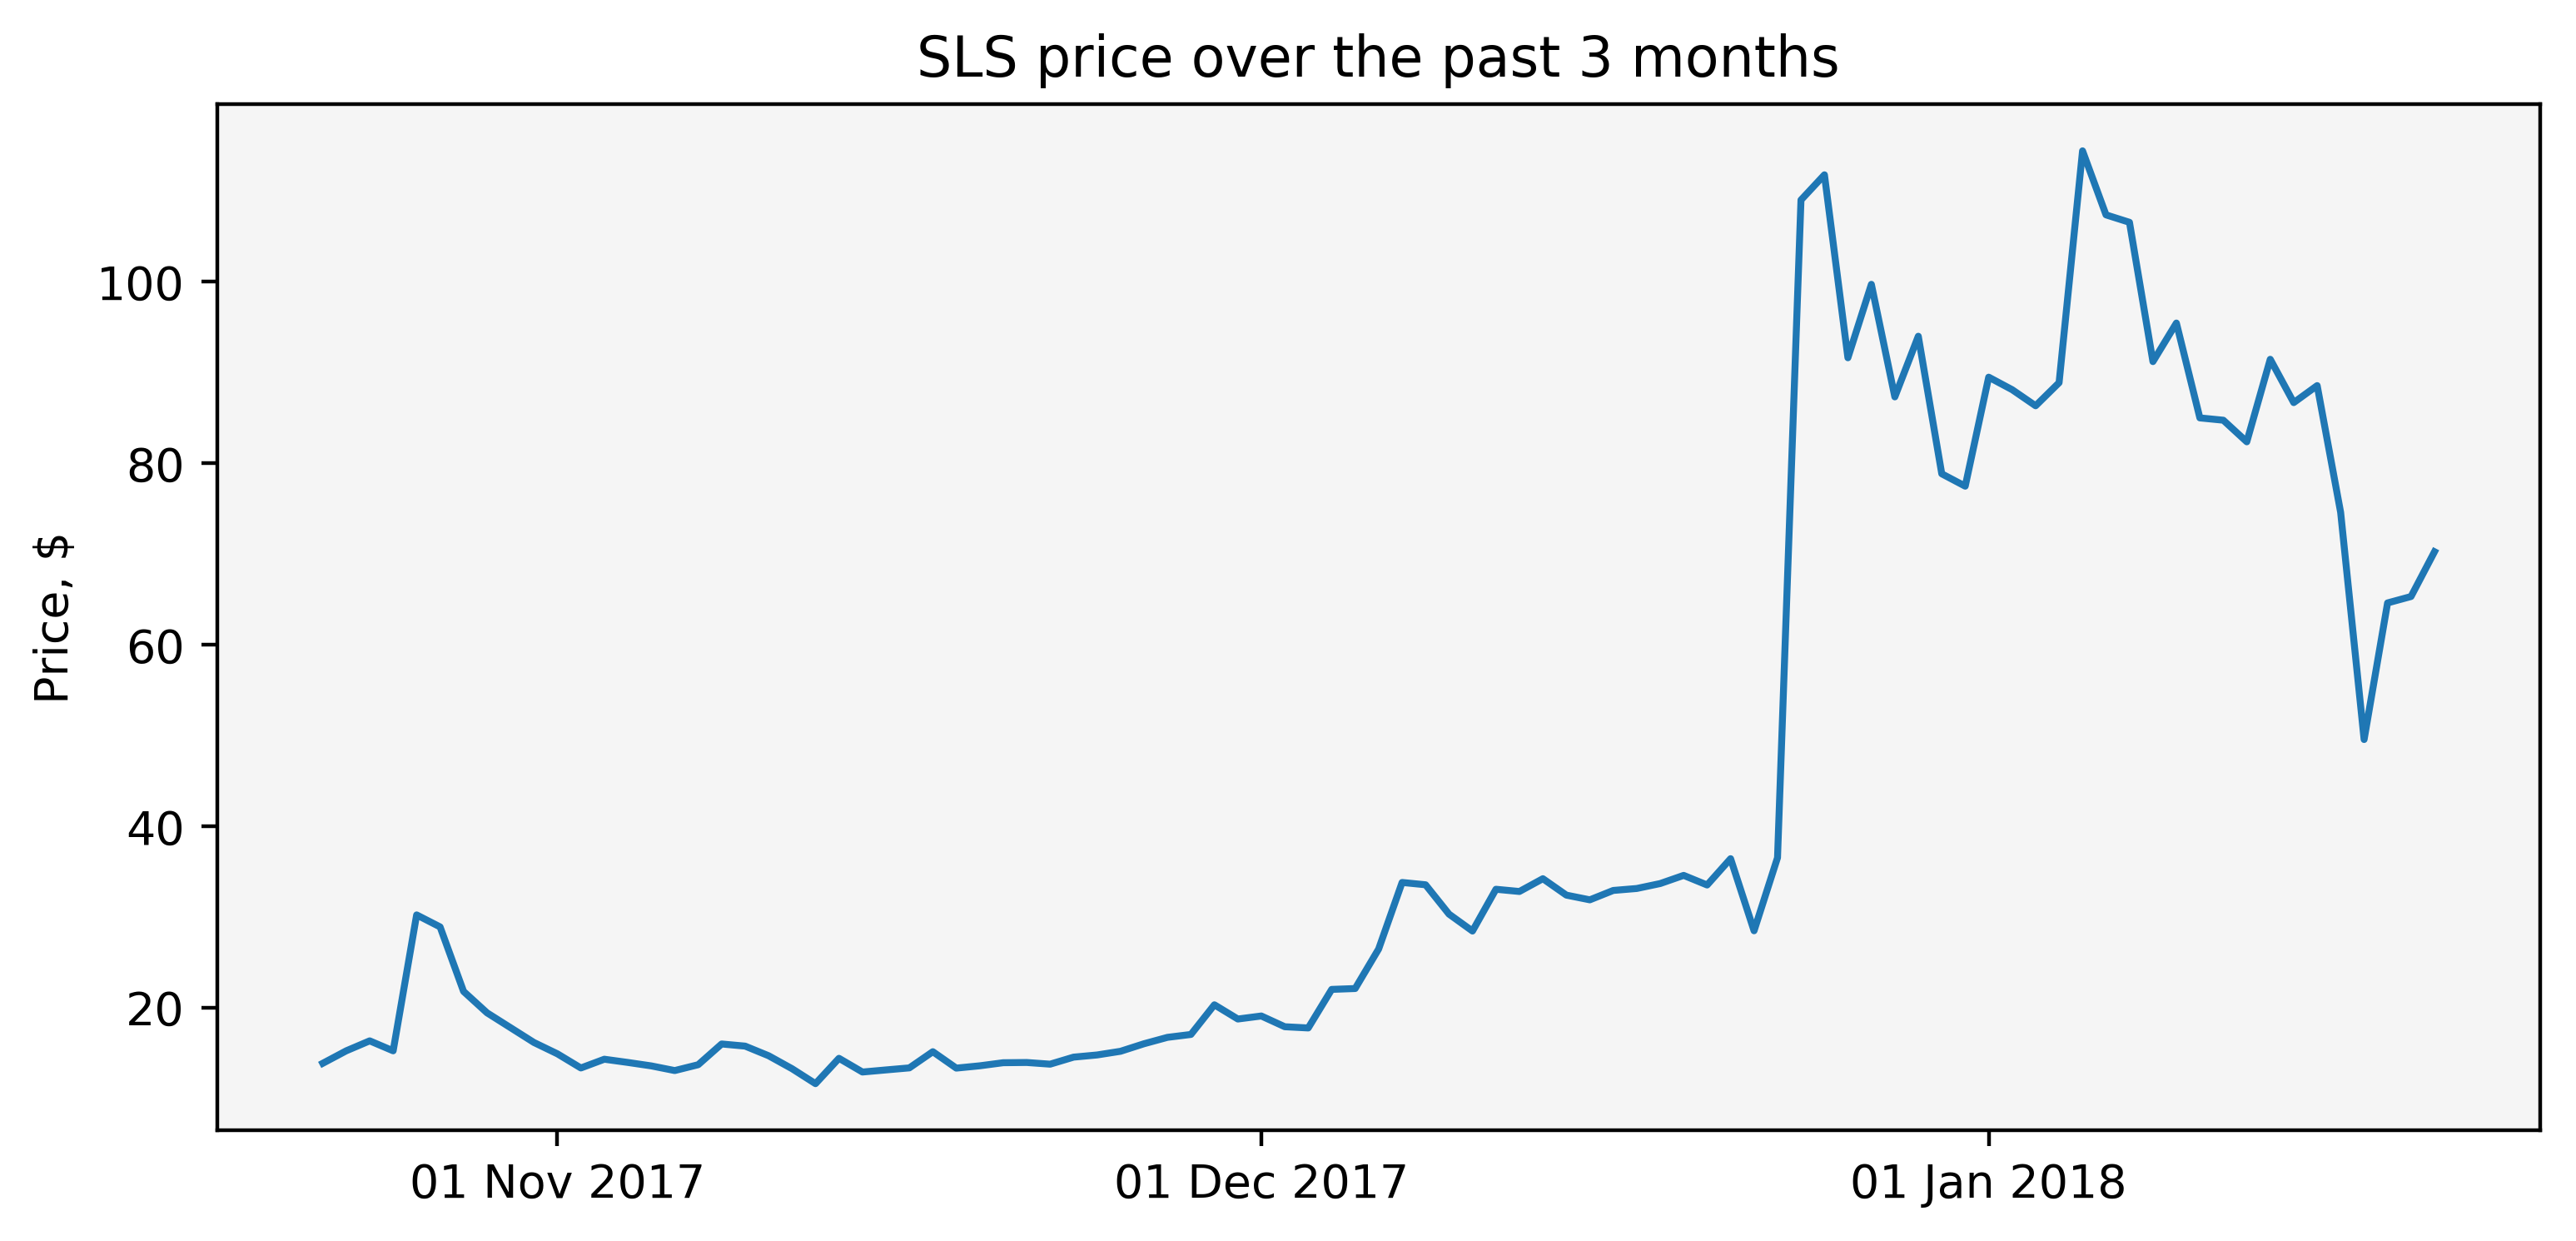 SLS price over the past 3 months
Price, $
100
80
60
40
20
01 Nov 2017
01 Dec 2017
01 Jan 2018